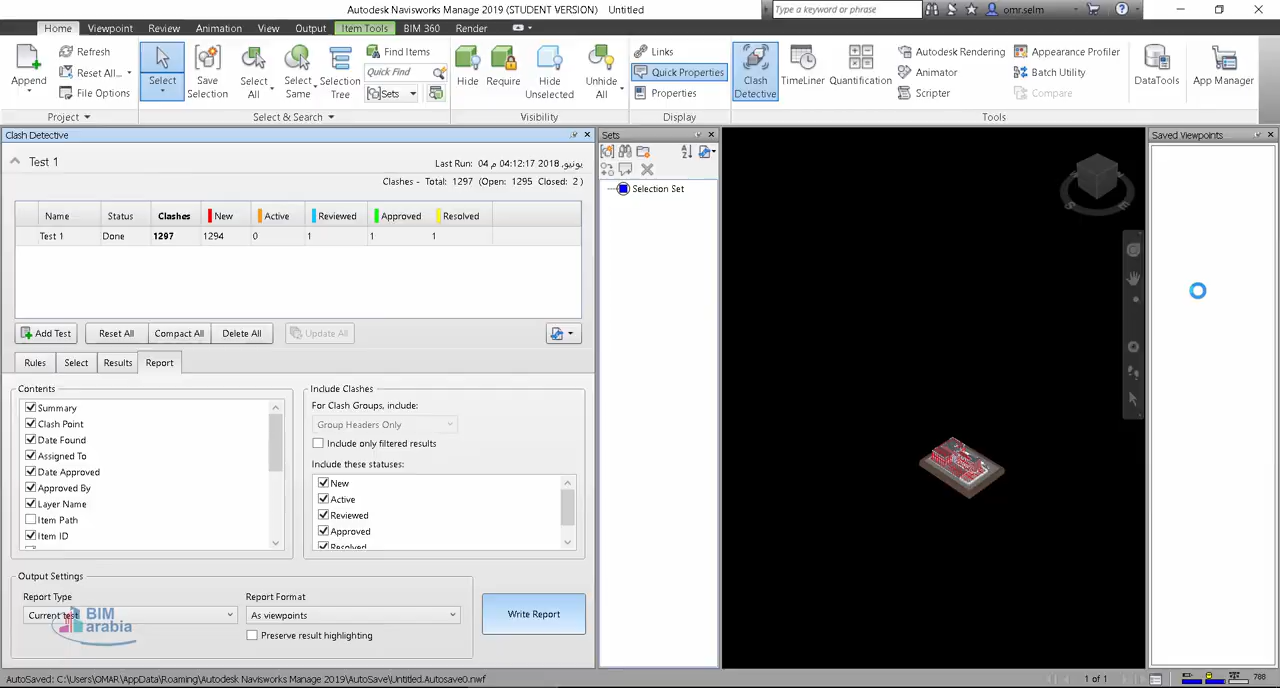 Autodesk Navisworks Manage 2019 (STUDENT VERSION) Untitled
Type a keyword or phrase
omr.selm
Home Viewpoint Review Animation View Output Item Tools BIM 360 Render
Append
Refresh
Reset All...
File Options
Project
Select
Save Selection
Select All
Select Same
Selection Tree
Find Items
Quick Find
Sets
Select & Search
Hide
Require
Hide Unselected
Unhide All
Visibility
Links
Quick Properties
Properties
Display
Clash Detective
TimeLiner
Quantification
Autodesk Rendering
Animator
Scripter
Appearance Profiler
Batch Utility
Compare
Tools
DataTools
App Manager
Clash Detective
Test 1
Last Run: يونيو, 2018 04:12:17 م 04
Clashes - Total: 1297 (Open: 1295 Closed: 2 )
Name Status Clashes New Active Reviewed Approved Resolved
Test 1 Done 1297 1294 0 1 1 1
Add Test Reset All Compact All Delete All Update All
Rules Select Results Report
Contents
Summary
Clash Point
Date Found
Assigned To
Date Approved
Approved By
Layer Name
Item Path
Item ID
Include Clashes
For Clash Groups, include:
Group Headers Only
Include only filtered results
Include these statuses:
New
Active
Reviewed
Approved
Resolved
Output Settings
Report Type
Current test
Report Format
As viewpoints
Preserve result highlighting
Write Report
BIM
arabia
Sets
Selection Set
S E
Saved Viewpoints
AutoSaved: C:\Users\OMAR\AppData\Roaming\Autodesk Navisworks Manage 2019\AutoSave\Untitled.Autosave0.nwf
1 of 1
788